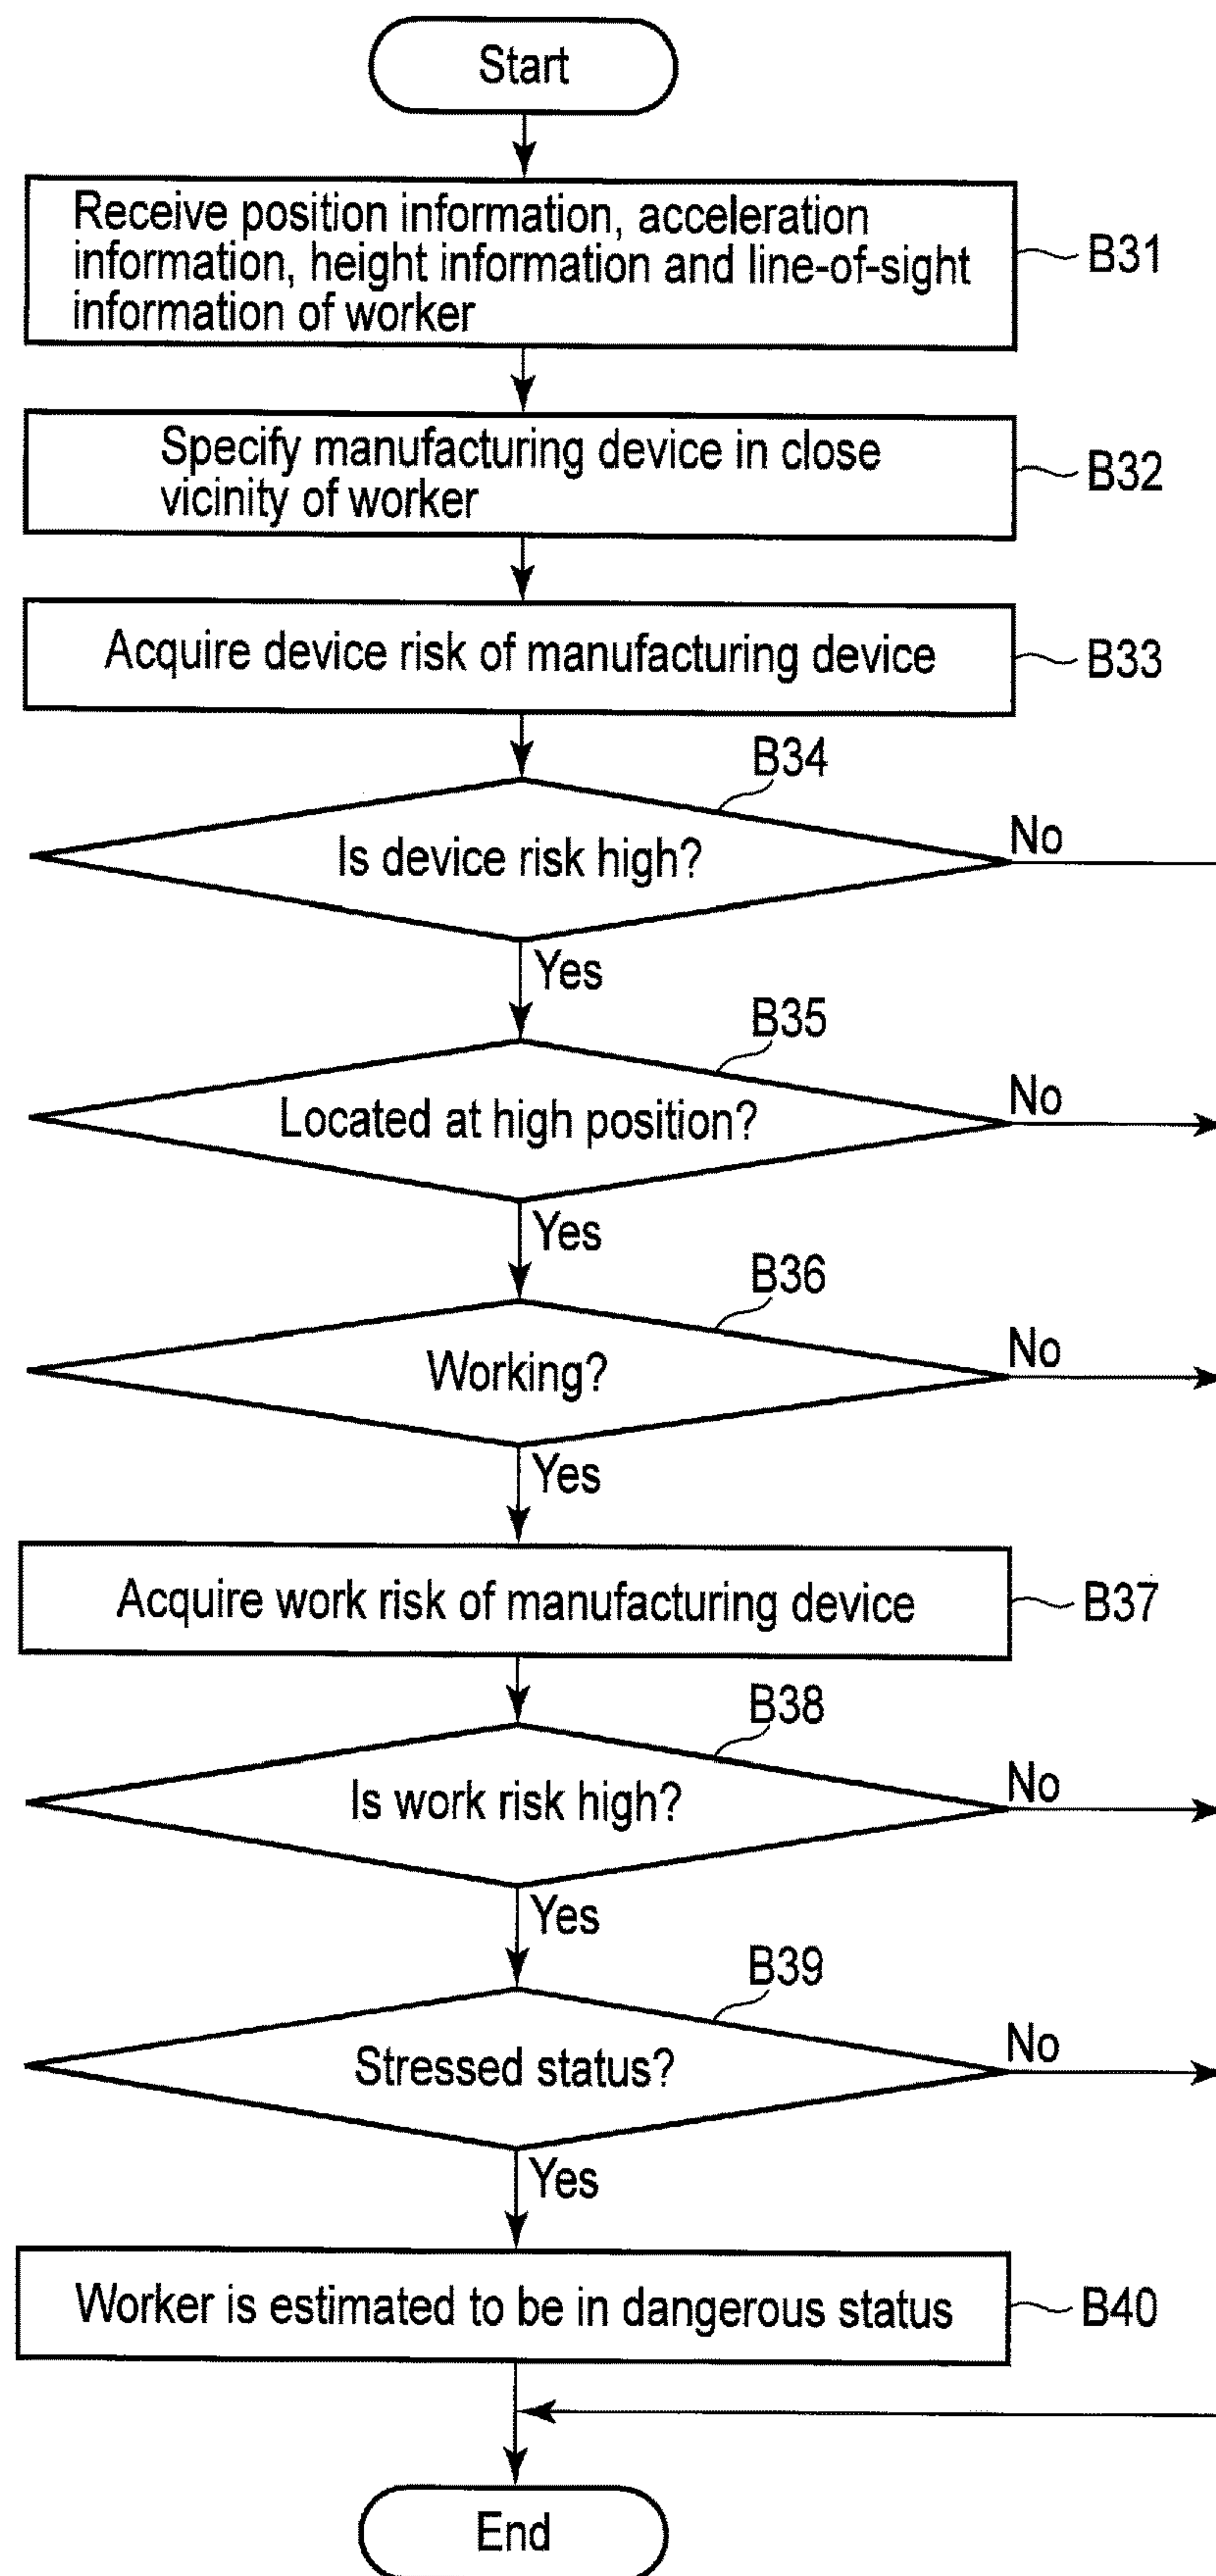 Start
Receive position information, acceleration
information, height information and line-of-sight
information of worker
B31
Specify manufacturing device in close
vicinity of worker
B32
Acquire device risk of manufacturing device
B33
B34
Is device risk high?
No
Yes
B35
Located at high position?
No
Yes
B36
Working?
No
Yes
Acquire work risk of manufacturing device
B37
B38
Is work risk high?
No
Yes
B39
Stressed status?
No
Yes
Worker is estimated to be in dangerous status
B40
End